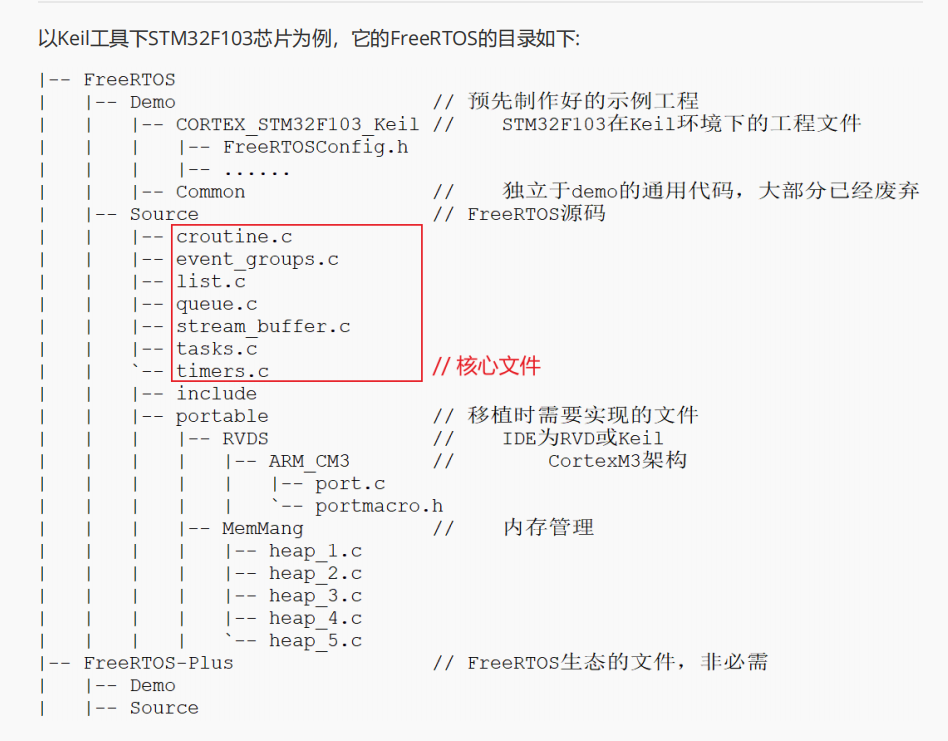 以Keil工具下STM32F103芯片为例，它的FreeRTOS的目录如下:
|-- FreeRTOS
|   |-- Demo                      // 预先制作好的示例工程
|   |   |-- CORTEX_STM32F103_Keil //    STM32F103在Keil环境下的工程文件
|   |   |   |-- FreeRTOSConfig.h
|   |   |   |-- ......
|   |   |-- Common                //    独立于demo的通用代码，大部分已经废弃
|   |-- Source                    // FreeRTOS源码
|   |   |-- croutine.c
|   |   |-- event_groups.c
|   |   |-- list.c
|   |   |-- queue.c
|   |   |-- stream_buffer.c
|   |   |-- tasks.c
|   |   `-- timers.c              // 核心文件
|   |   |-- include
|   |   |-- portable              // 移植时需要实现的文件
|   |   |   |-- RVDS              //    IDE为RVD或Keil
|   |   |   |   |-- ARM_CM3       //        CortexM3架构
|   |   |   |   |   |-- port.c
|   |   |   |   |   `-- portmacro.h
|   |   |   |-- MemMang           //    内存管理
|   |   |   |   |-- heap_1.c
|   |   |   |   |-- heap_2.c
|   |   |   |   |-- heap_3.c
|   |   |   |   |-- heap_4.c
|   |   |   |   `-- heap_5.c
|-- FreeRTOS-Plus                 // FreeRTOS生态的文件，非必需
|   |-- Demo
|   |-- Source